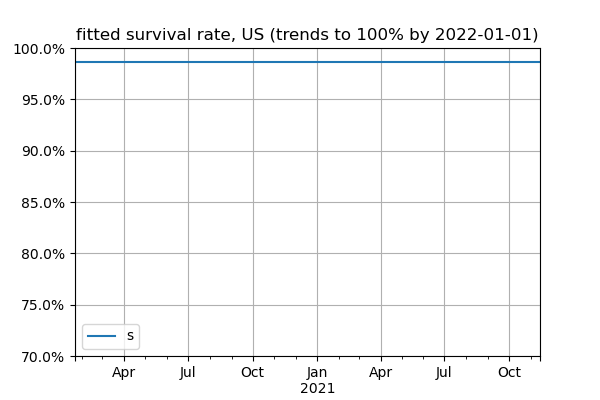 fitted survival rate, US (trends to 100% by 2022-01-01)
100.0%
95.0%
90.0%
85.0%
80.0%
75.0%
70.0%
s
Apr Jul Oct Jan Apr Jul Oct
2021